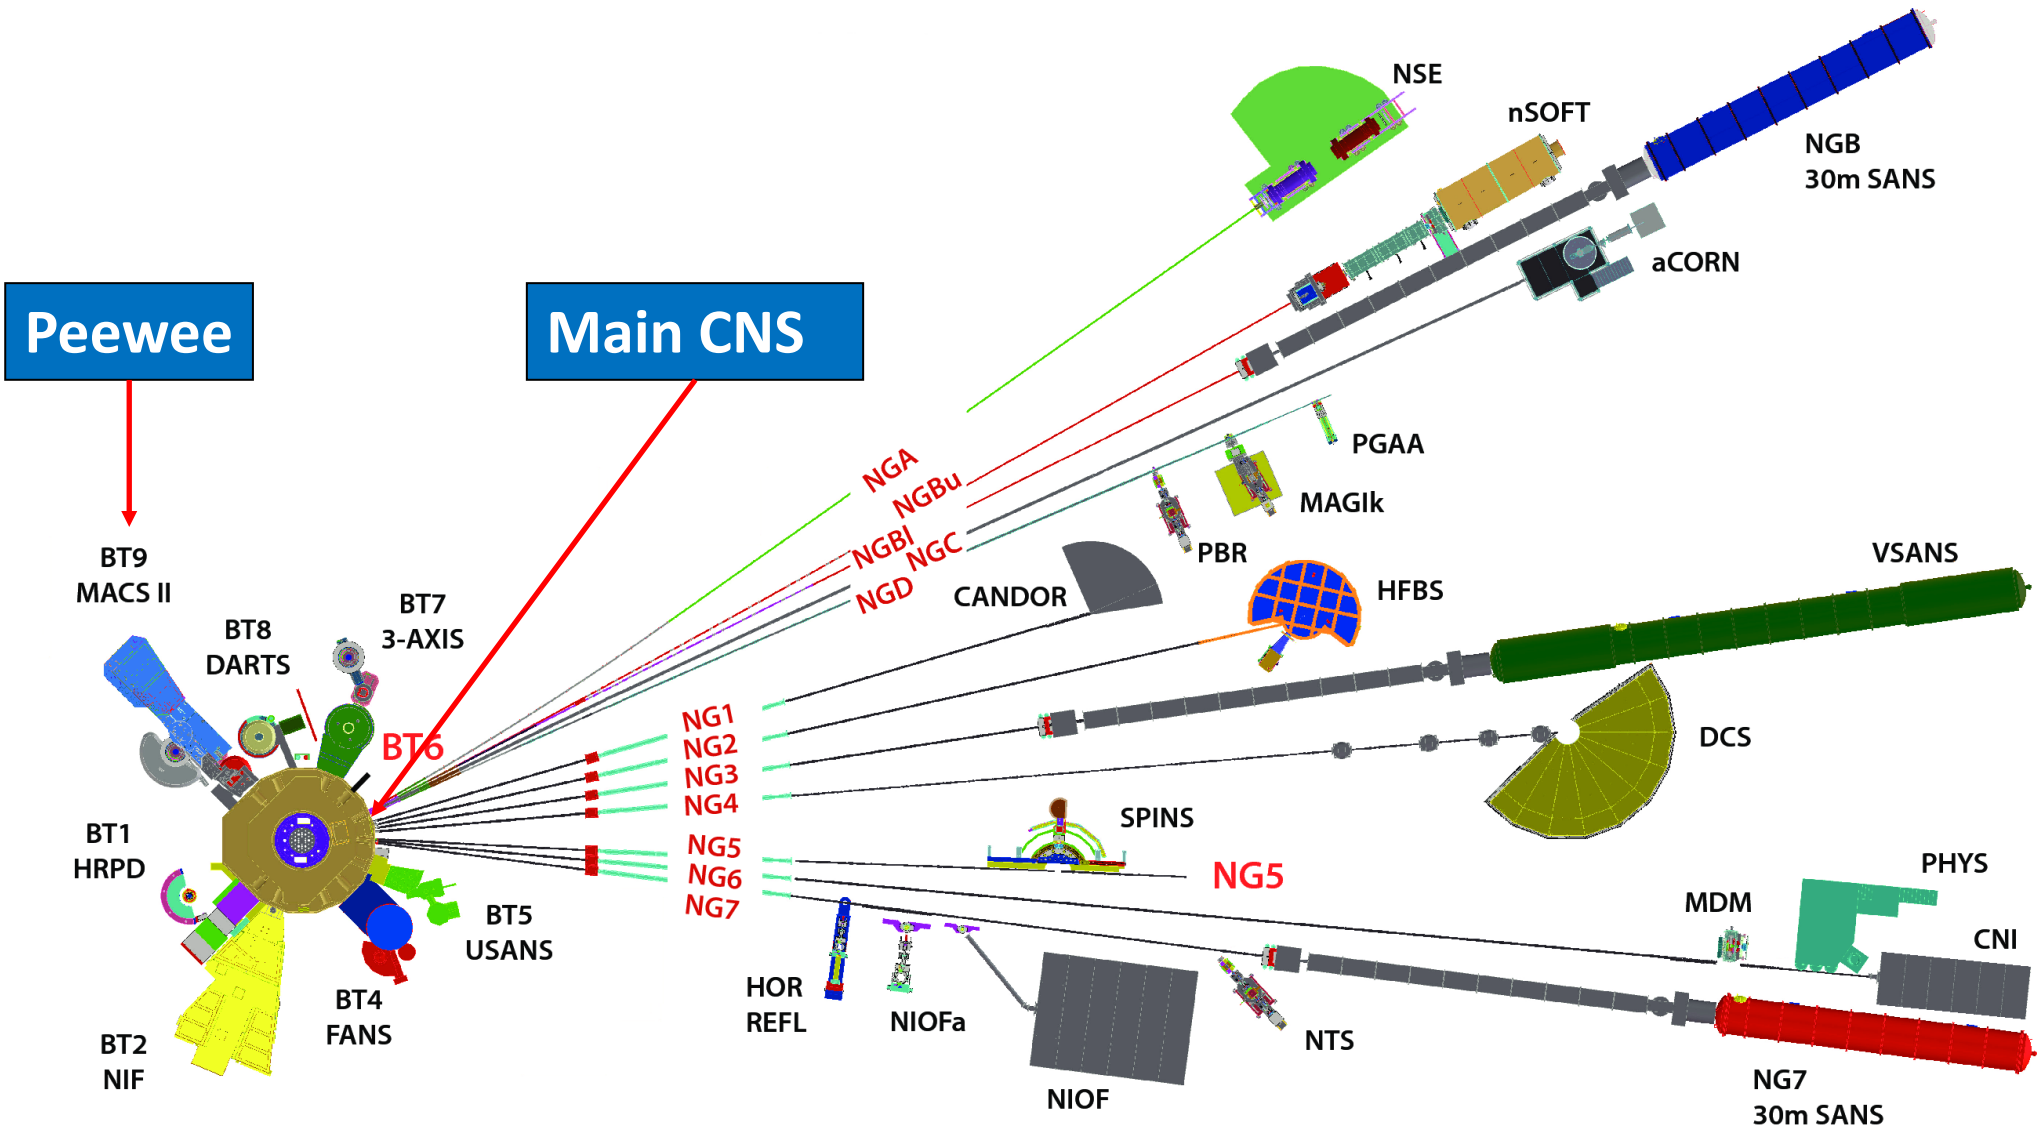 NSE
nSOFT
NGB
30m SANS
aCORN
Peewee
Main CNS
NGA
NGBu
NGBl
NGC
NGD
PGAA
MAGIk
PBR
CANDOR
HFBS
VSANS
BT9
MACS II
BT8
DARTS
BT7
3-AXIS
BT6
NG1
NG2
NG3
NG4
NG5
NG6
NG7
DCS
SPINS
NG5
BT1
HRPD
BT5
USANS
BT4
FANS
BT2
NIF
HOR
REFL
NIOFa
NIOF
NTS
MDM
PHYS
CNI
NG7
30m SANS